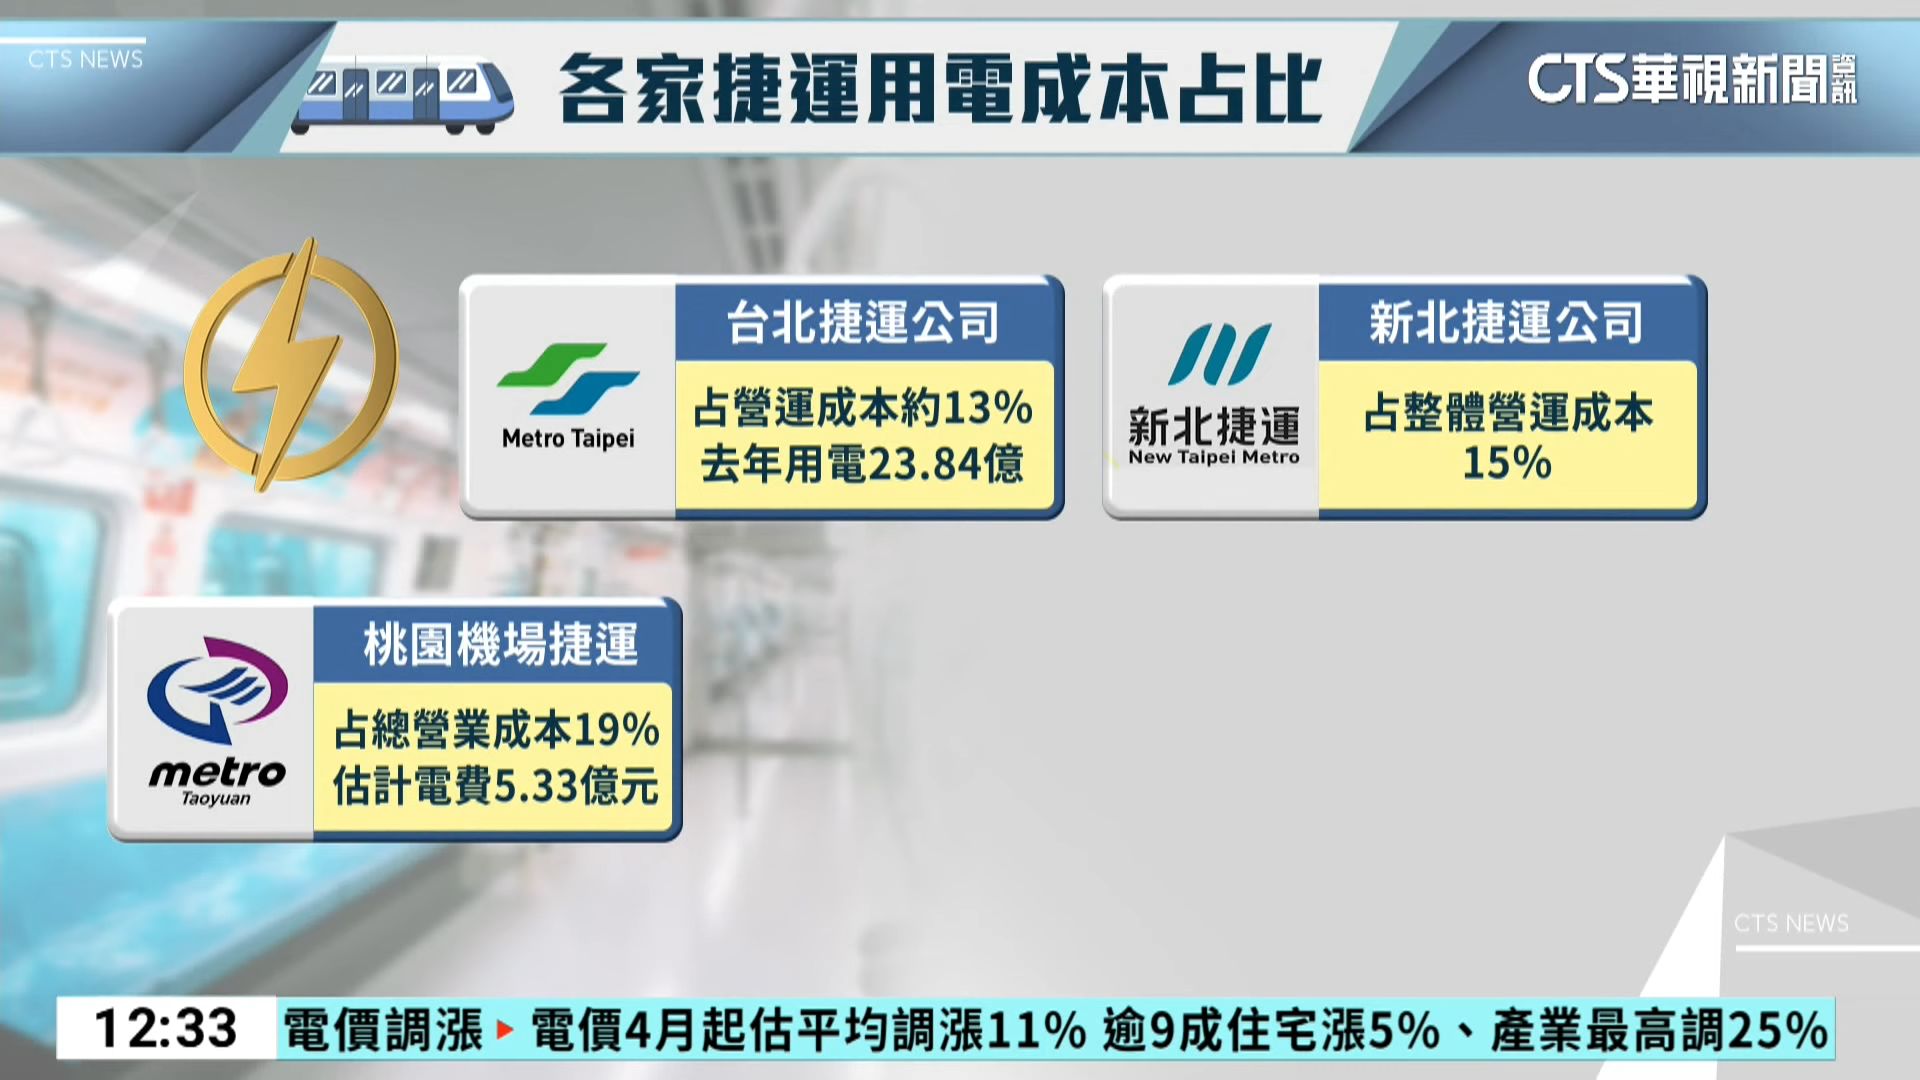 CTS NEWS
各家捷運用電成本占比
CTS華視新聞資訊
Metro Taipei
台北捷運公司
占營運成本約13%
去年用電23.84億
新北捷運
New Taipei Metro
新北捷運公司
占整體營運成本
15%
metro
Taoyuan
桃園機場捷運
占總營業成本19%
估計電費5.33億元
CTS NEWS
12:33
電價調漲▶電價4月起估平均調漲11% 逾9成住宅漲5%、產業最高調25%